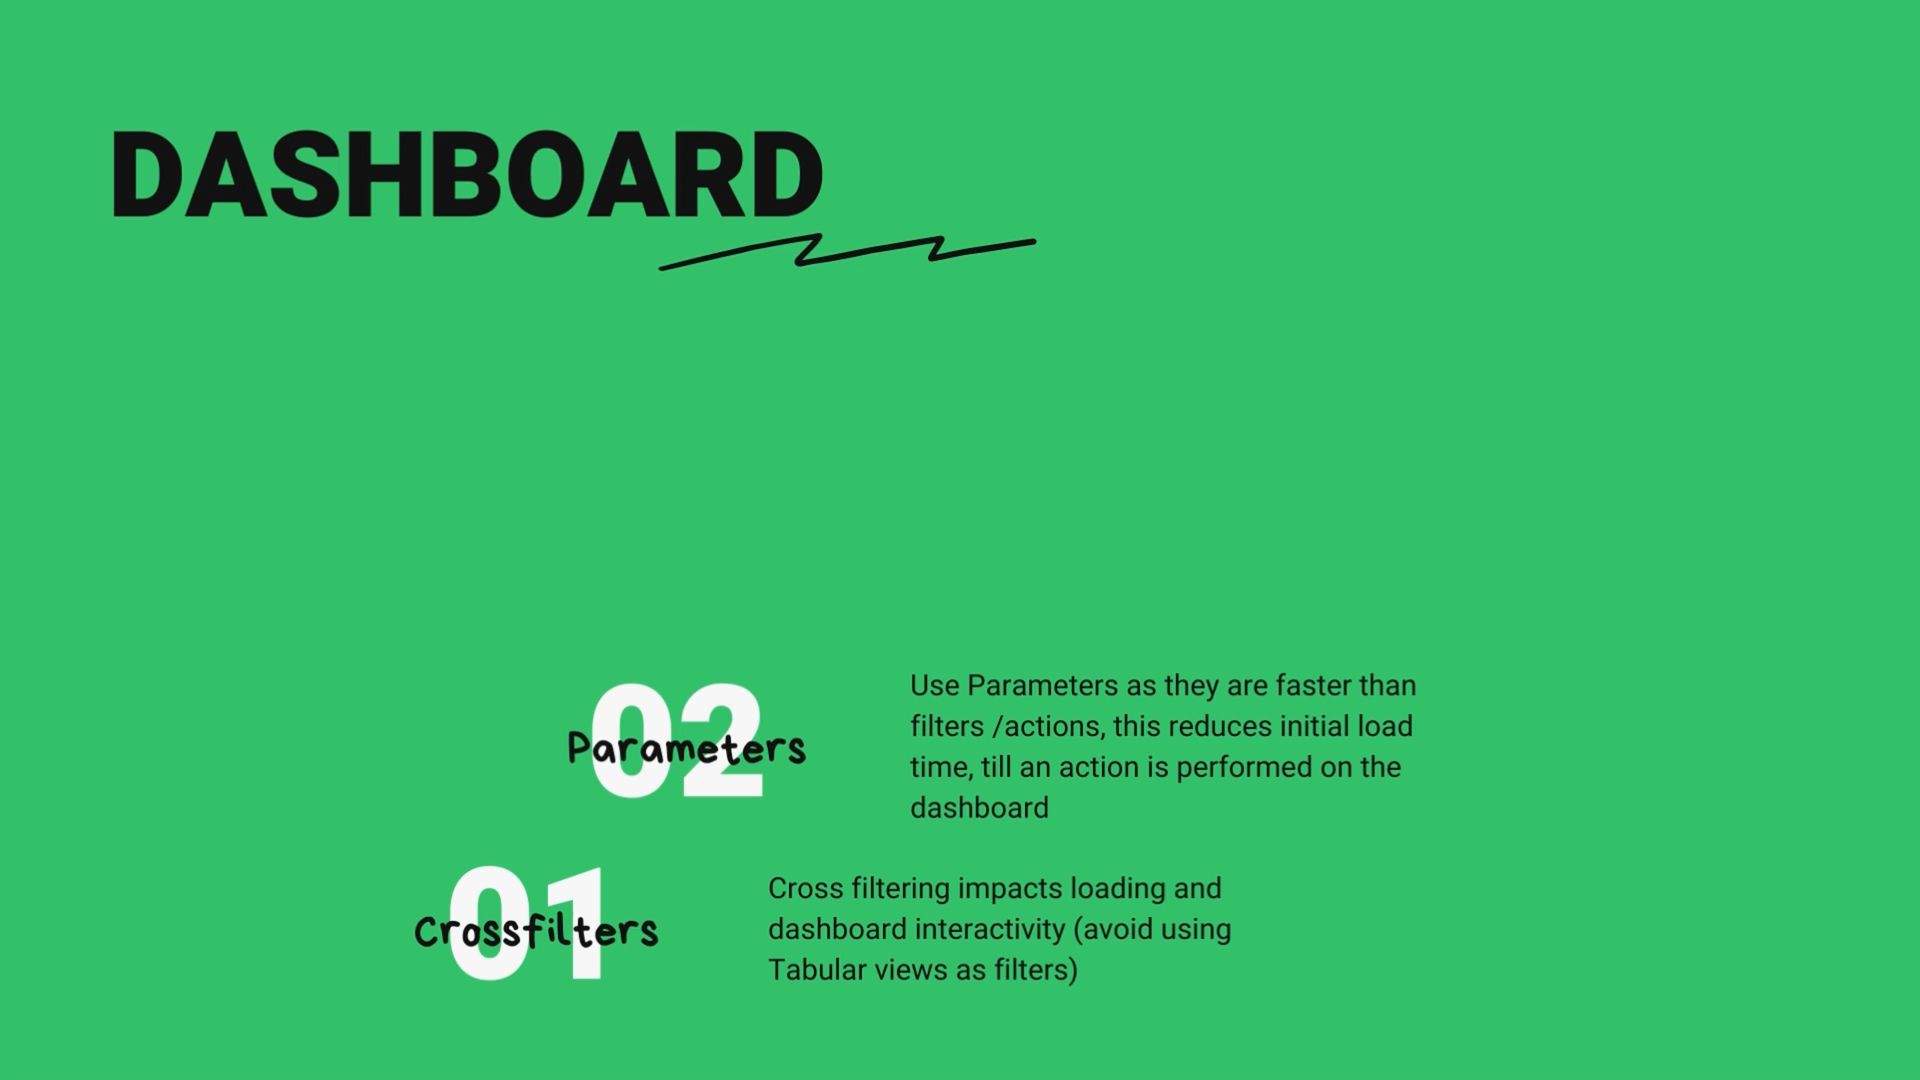 DASHBOARD
02
Parameters
Use Parameters as they are faster than
filters /actions, this reduces initial load
time, till an action is performed on the
dashboard
01
Crossfilters
Cross filtering impacts loading and
dashboard interactivity (avoid using
Tabular views as filters)